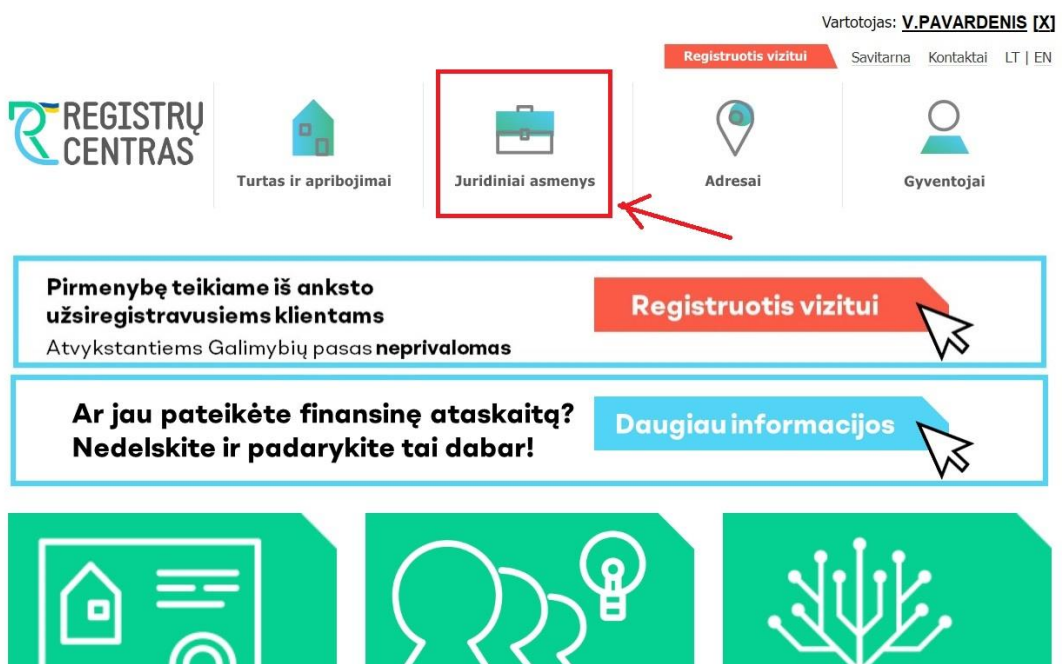 Vartotojas: V.PAVARDENIS [X]
Registruotis vizitui Savitarna Kontaktai LT | EN
REGISTRŲ
CENTRAS
Turtas ir apribojimai Juridiniai asmenys Adresai Gyventojai
Pirmenybę teikiame iš anksto
užsiregistravusiems klientams
Atvykstantiems Galimybių pasas neprivalomas
Registruotis vizitui
Ar jau pateikėte finansinę ataskaitą?
Nedelskite ir padarykite tai dabar!
Daugiau informacijos